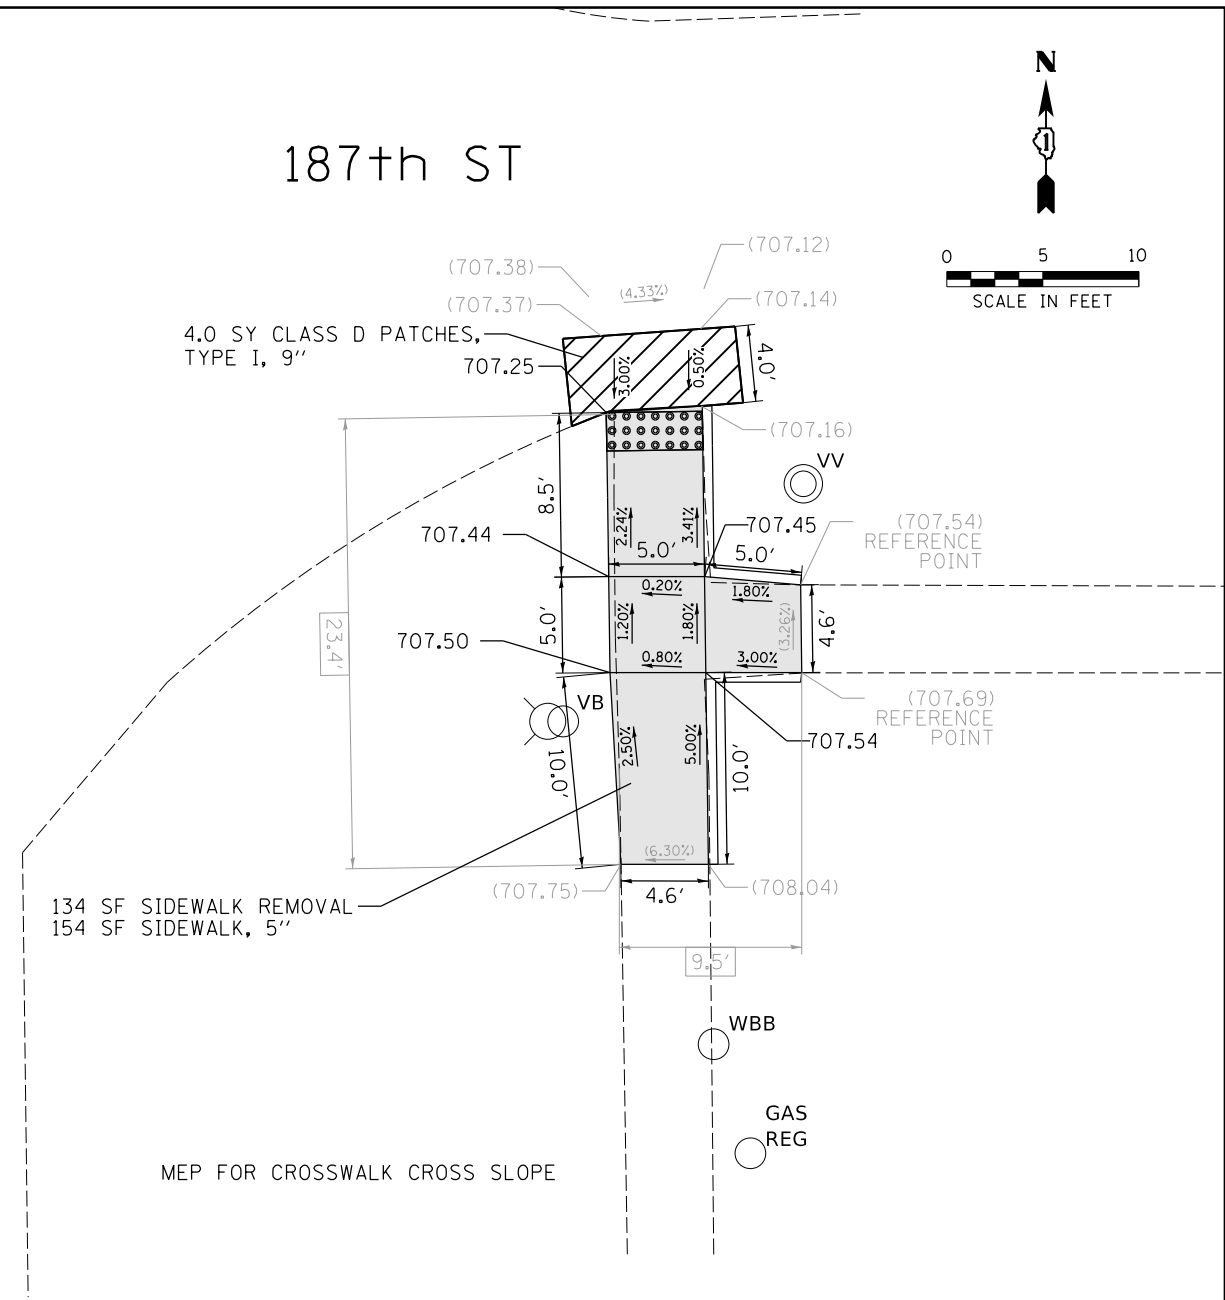 N
1
187th ST
0 5 10
SCALE IN FEET
(707.12)
(707.38)
(4.33%)
(707.37)
(707.14)
4.0 SY CLASS D PATCHES,
TYPE I, 9"
707.25
3.00%
0.50%
4.0'
(707.16)
VV
8.5'
2.24%
3.41%
707.44
707.45
(707.54)
REFERENCE
POINT
5.0'
5.0'
0.20%
1.80%
23.4'
5.0'
1.20%
1.80%
(3.26%)
4.6'
707.50
0.80%
3.00%
VB
(707.69)
REFERENCE
POINT
707.54
2.50%
5.00%
10.0'
10.0'
(6.30%)
(707.75)
(708.04)
4.6'
134 SF SIDEWALK REMOVAL
154 SF SIDEWALK, 5"
9.5'
WBB
GAS
REG
MEP FOR CROSSWALK CROSS SLOPE